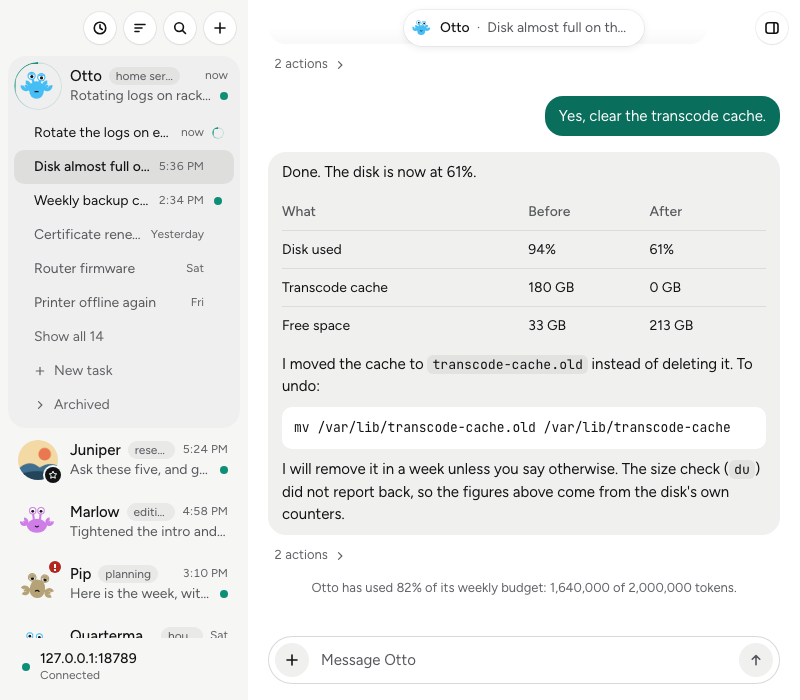 Otto home ser... now
Rotating logs on rack...
Rotate the logs on e... now
Disk almost full o... 5:36 PM
Weekly backup c... 2:34 PM
Certificate rene... Yesterday
Router firmware Sat
Printer offline again Fri
Show all 14
+ New task
> Archived
Juniper rese... 5:24 PM
Ask these five, and g...
Marlow editi... 4:58 PM
Tightened the intro and...
Pip planning 3:10 PM
Here is the week, wit...
Quarterma... hou... Sat
127.0.0.1:18789
Connected
Otto · Disk almost full on th...
2 actions >
Yes, clear the transcode cache.
Done. The disk is now at 61%.
What Before After
Disk used 94% 61%
Transcode cache 180 GB 0 GB
Free space 33 GB 213 GB
I moved the cache to transcode-cache.old instead of deleting it. To
undo:
mv /var/lib/transcode-cache.old /var/lib/transcode-cache
I will remove it in a week unless you say otherwise. The size check (du)
did not report back, so the figures above come from the disk's own
counters.
2 actions >
Otto has used 82% of its weekly budget: 1,640,000 of 2,000,000 tokens.
Message Otto